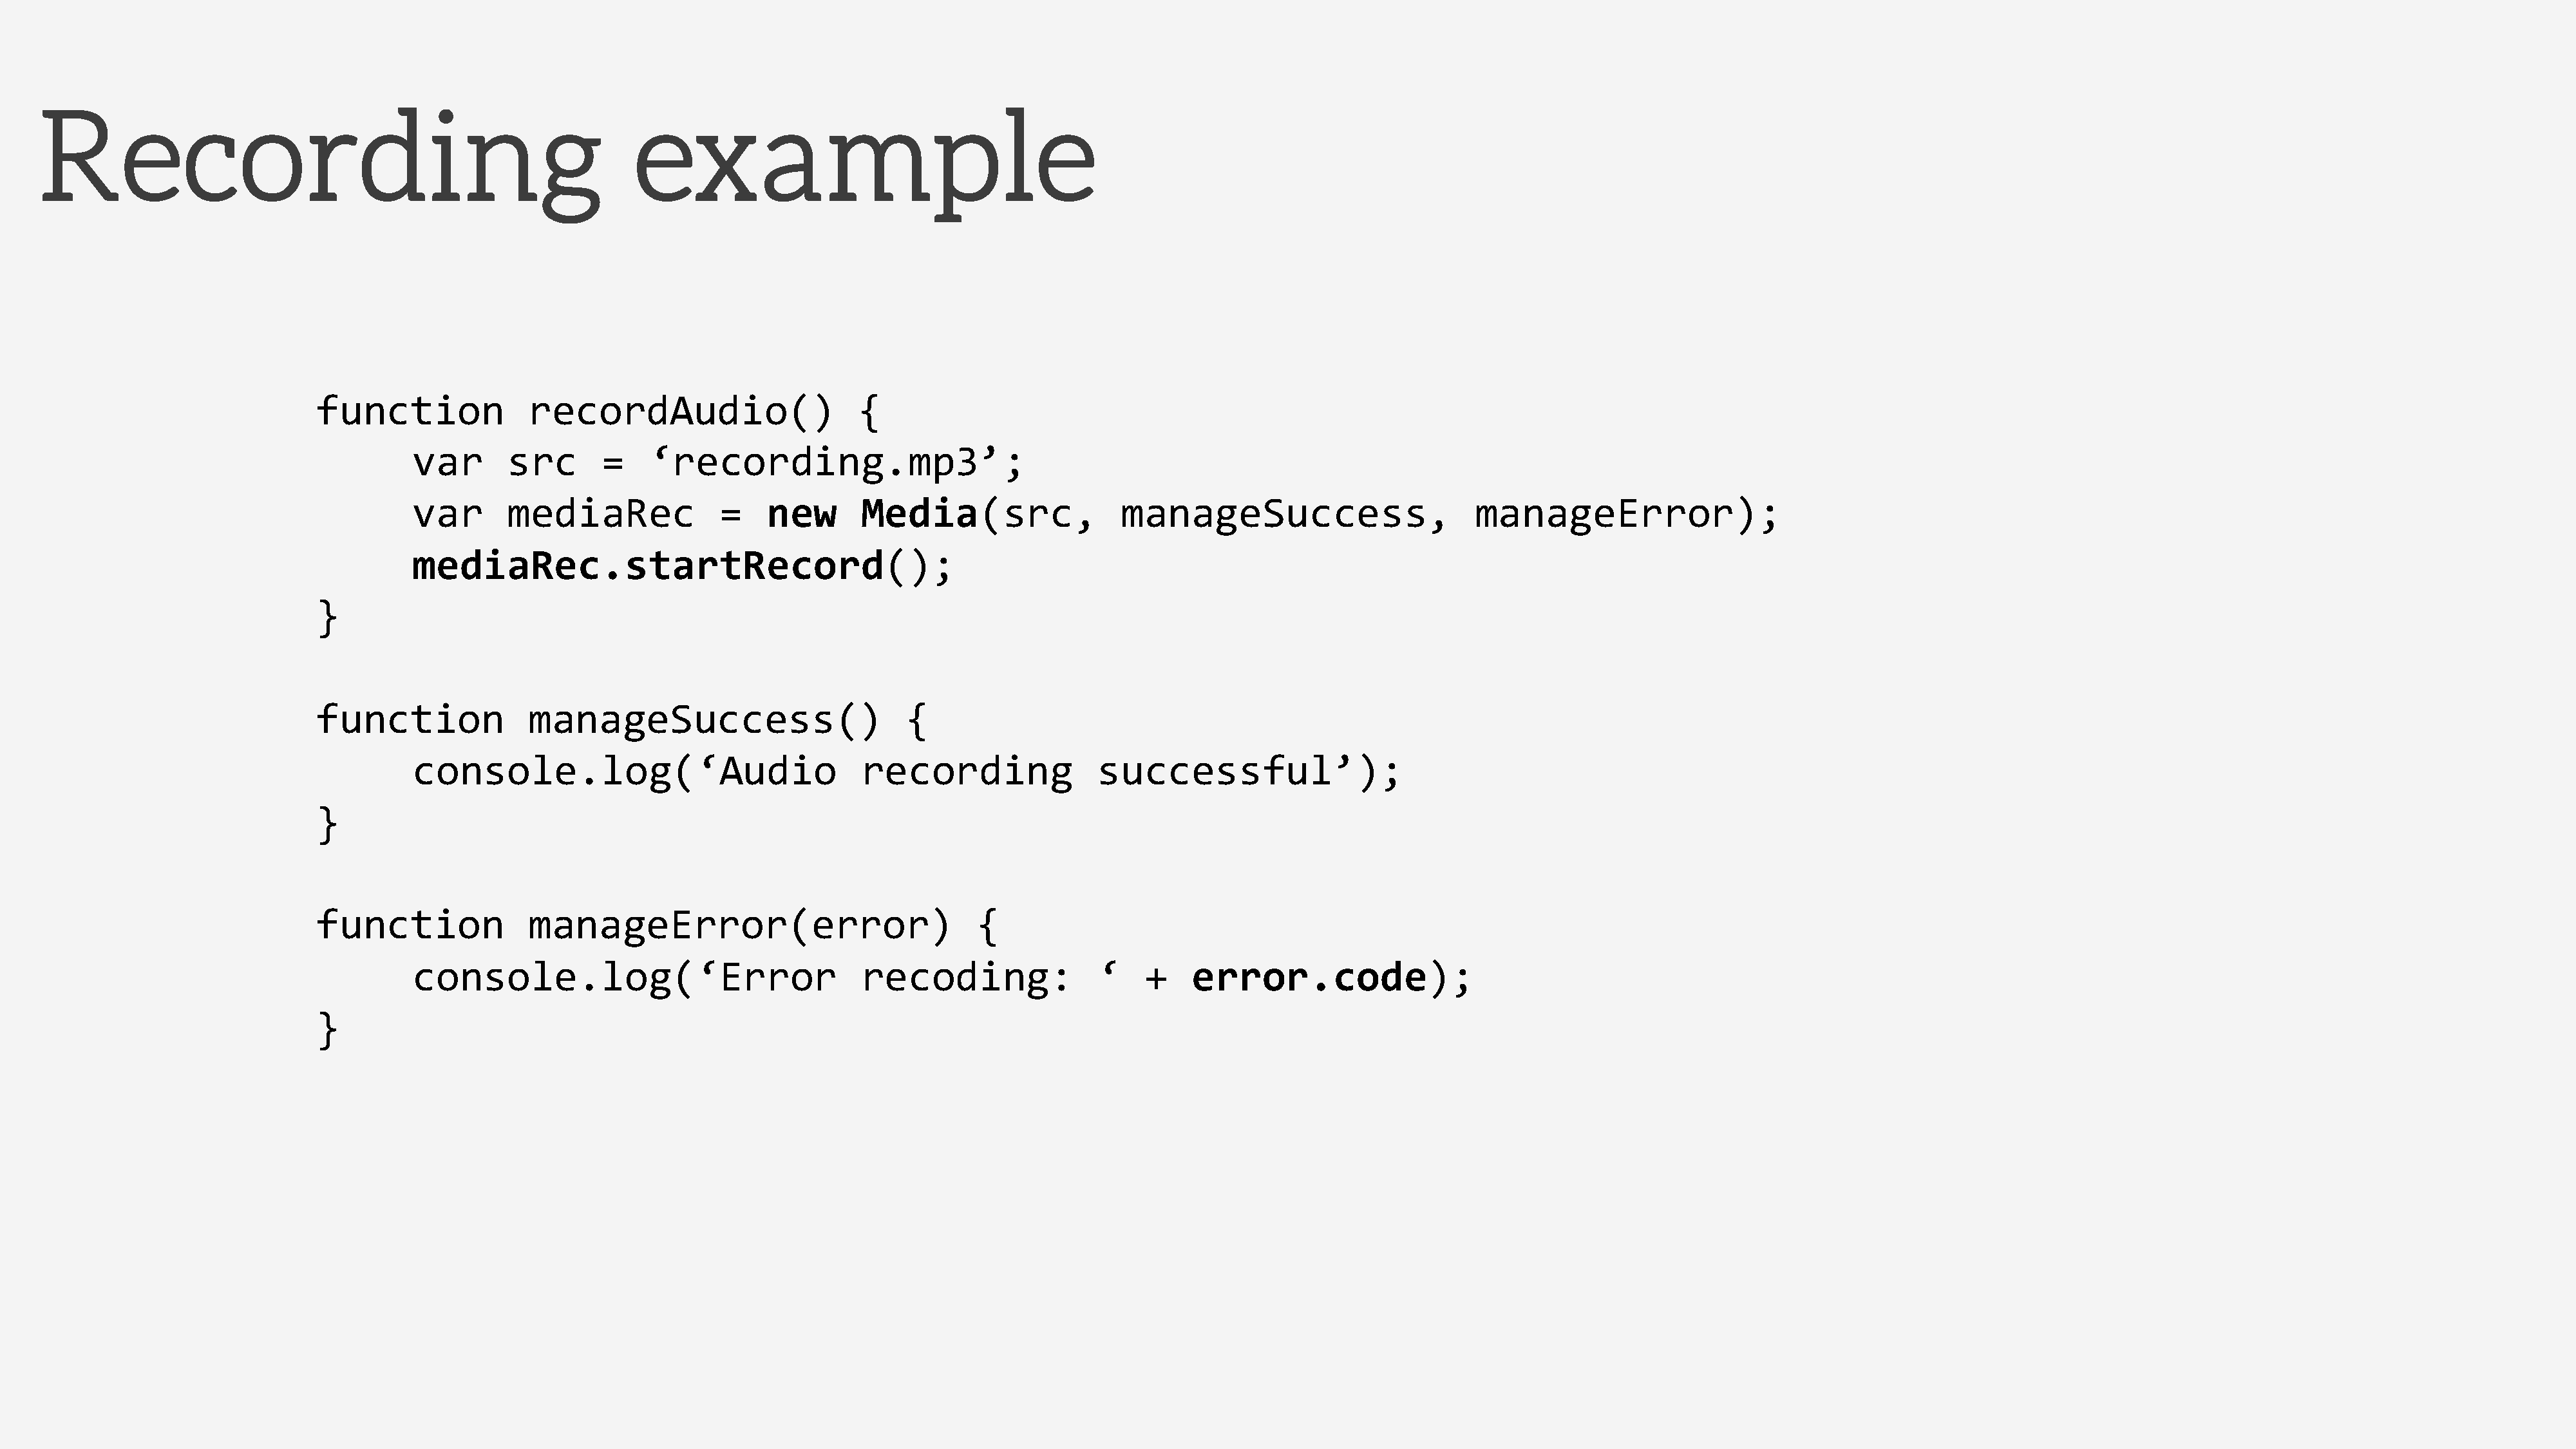 Recording example
function recordAudio() {
var src = ‘recording.mp3’;
var mediaRec = new Media(src, manageSuccess, manageError);
mediaRec.startRecord();
}
function manageSuccess() {
console.log(‘Audio recording successful’);
}
function manageError(error) {
console.log(‘Error recoding: ‘ + error.code);
}